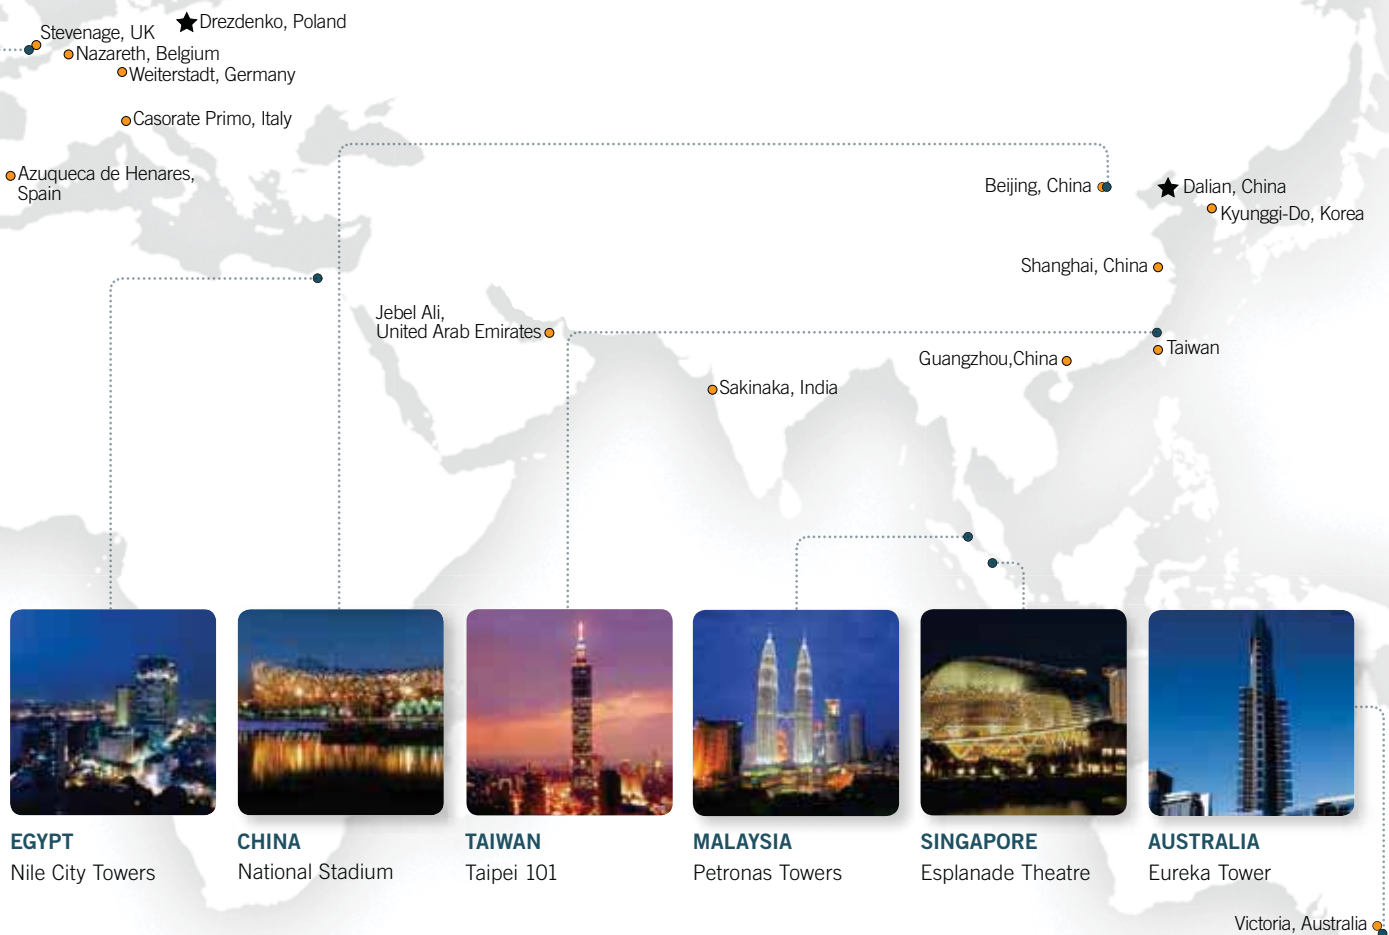 Drezdenko, Poland
Stevenage, UK
Nazareth, Belgium
Weiterstadt, Germany
Casorate Primo, Italy
Azuqueca de Henares,
Spain
Beijing, China
Dalian, China
Kyunggi-Do, Korea
Shanghai, China
Jebel Ali,
United Arab Emirates
Taiwan
Guangzhou,China
Sakinaka, India
EGYPT
Nile City Towers
CHINA
National Stadium
TAIWAN
Taipei 101
MALAYSIA
Petronas Towers
SINGAPORE
Esplanade Theatre
AUSTRALIA
Eureka Tower
Victoria, Australia